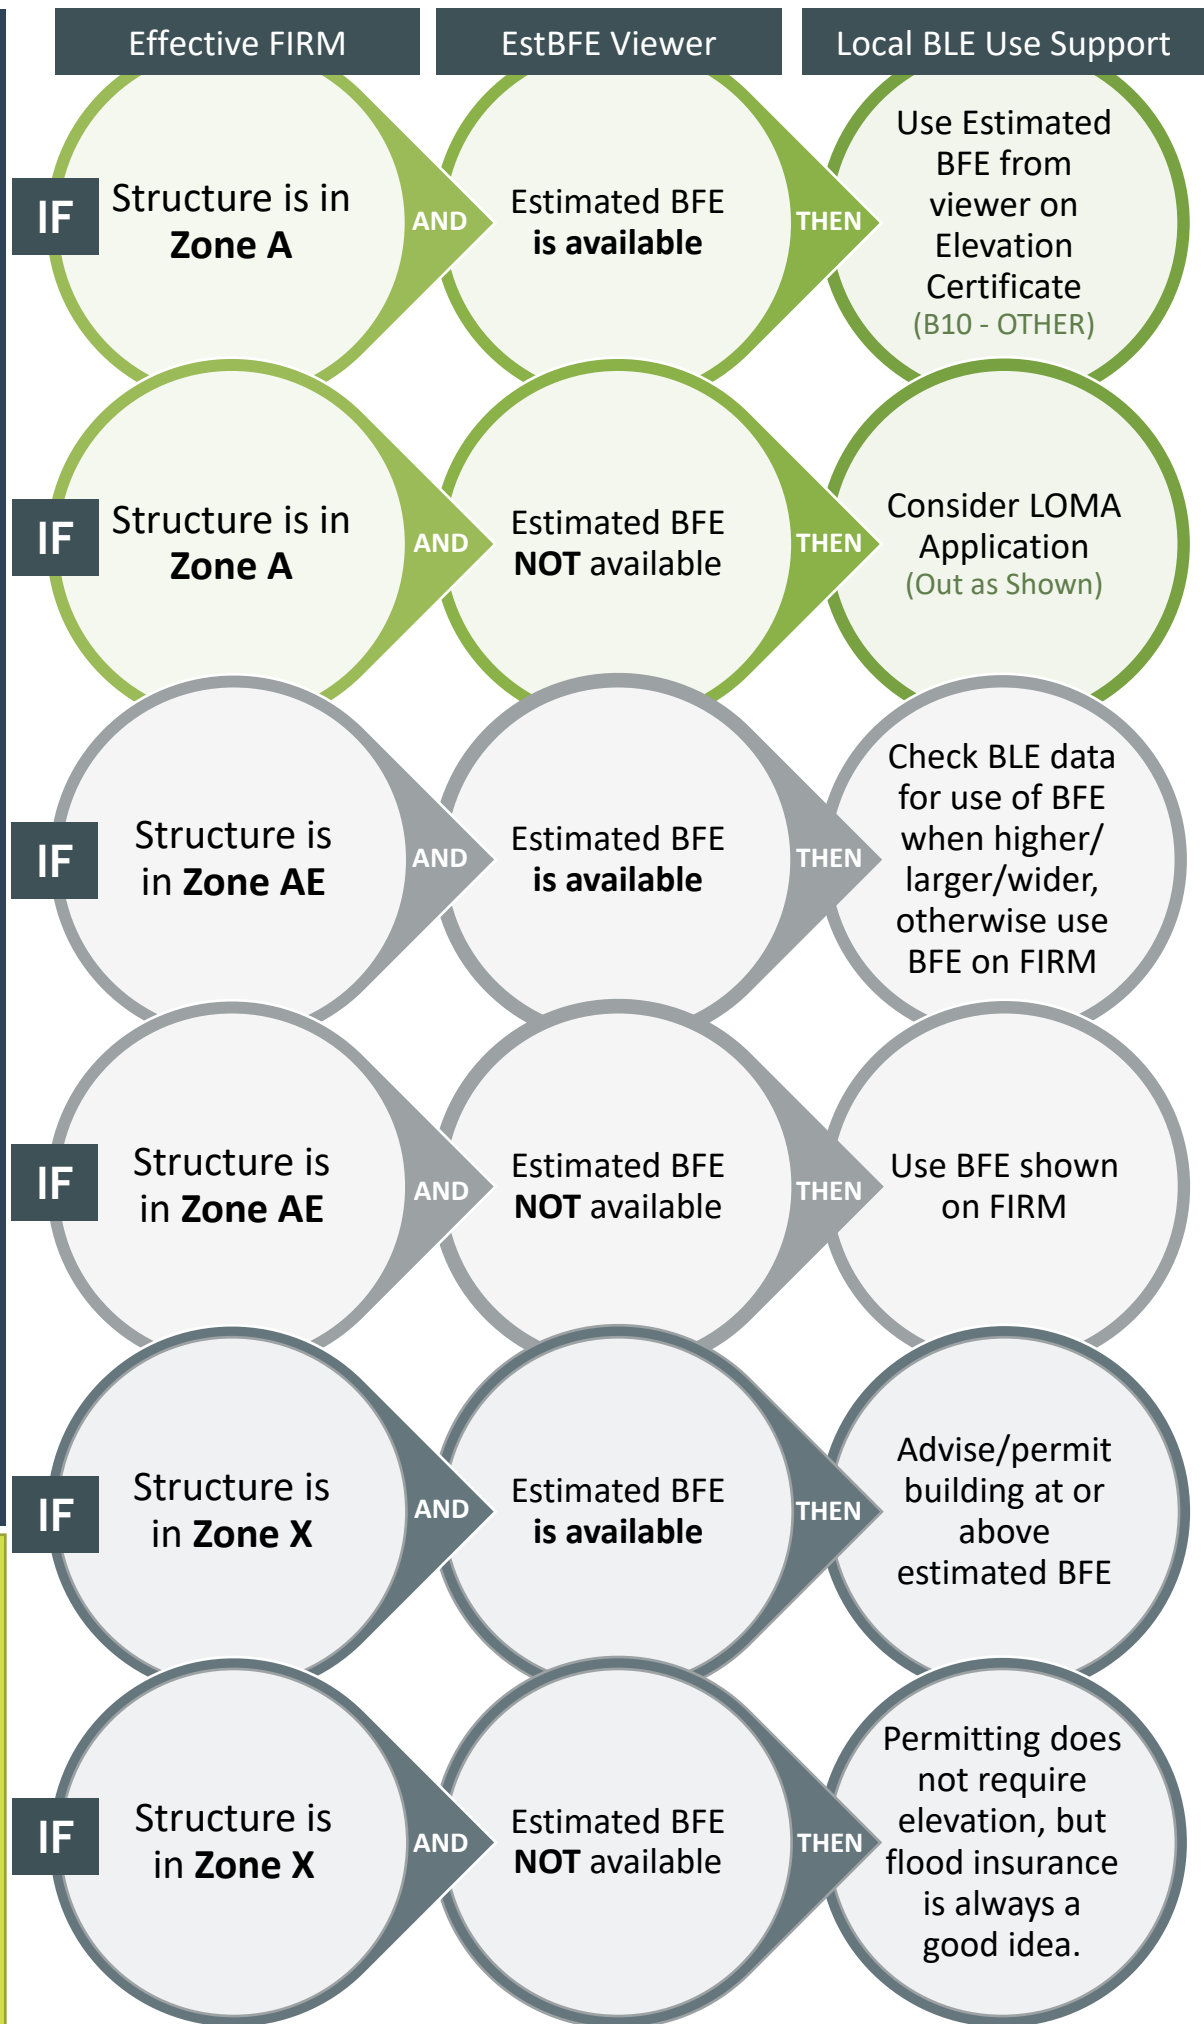 Effective FIRM
EstBFE Viewer
Local BLE Use Support
IF
Structure is in
Zone A
AND
Estimated BFE
is available
THEN
Use Estimated
BFE from
viewer on
Elevation
Certificate
(B10 - OTHER)
IF
Structure is in
Zone A
AND
Estimated BFE
NOT available
THEN
Consider LOMA
Application
(Out as Shown)
IF
Structure is
in Zone AE
AND
Estimated BFE
is available
THEN
Check BLE data
for use of BFE
when higher/
larger/wider,
otherwise use
BFE on FIRM
IF
Structure is
in Zone AE
AND
Estimated BFE
NOT available
THEN
Use BFE shown
on FIRM
IF
Structure is
in Zone X
AND
Estimated BFE
is available
THEN
Advise/permit
building at or
above
estimated BFE
IF
Structure is
in Zone X
AND
Estimated BFE
NOT available
THEN
Permitting does
not require
elevation, but
flood insurance
is always a
good idea.